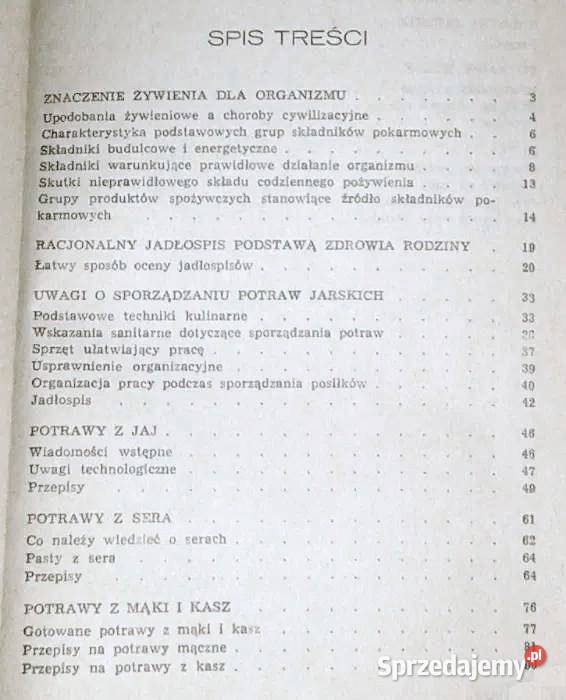 SPIS TREŚCI
ZNACZENIE ŻYWIENIA DLA ORGANIZMU . . . . . . . 3
Upodobania żywieniowe a choroby cywilizacyjne . . . . . 4
Charakterystyka podstawowych grup składników pokarmowych . . 6
Składniki budulcowe i energetyczne . . . . . . . . 6
Składniki warunkujące prawidłowe działanie organizmu . . . . 8
Skutki nieprawidłowego składu codziennego pożywienia . . . . 13
Grupy produktów spożywczych stanowiące źródło składników po-
karmowych . . . . . . . . . . . . 14
RACJONALNY JADŁOSPIS PODSTAWĄ ZDROWIA RODZINY . 19
Łatwy sposób oceny jadłospisów . . . . . . . . . 20
UWAGI O SPORZĄDZANIU POTRAW JARSKICH . . . . . 33
Podstawowe techniki kulinarne . . . . . . . . . 33
Wskazania sanitarne dotyczące sporządzania potraw . . . . .
Sprzęt ułatwiający pracę . . . . . . . . . . 37
Usprawnienie organizacyjne . . . . . . . . . . 39
Organizacja pracy podczas sporządzania posiłków . . . . . 40
Jadłospis . . . . . . . . . . . . . 42
POTRAWY Z JAJ . . . . . . . . . . . . 46
Wiadomości wstępne . . . . . . . . . . . 46
Uwagi technologiczne . . . . . . . . . . . 47
Przepisy . . . . . . . . . . . . . 49
POTRAWY Z SERA . . . . . . . . . . . 61
Co należy wiedzieć o serach . . . . . . . . . . 62
Pasty z sera . . . . . . . . . . . . 64
Przepisy . . . . . . . . . . . . . 64
POTRAWY Z MĄKI I KASZ . . . . . . . . . 76
Gotowane potrawy z mąki i kasz . . . . . . . . . 77
Przepisy na potrawy mączne . . . . . . . . .
Przepisy na potrawy z kasz . . . . .
Sprzedajemy.pl